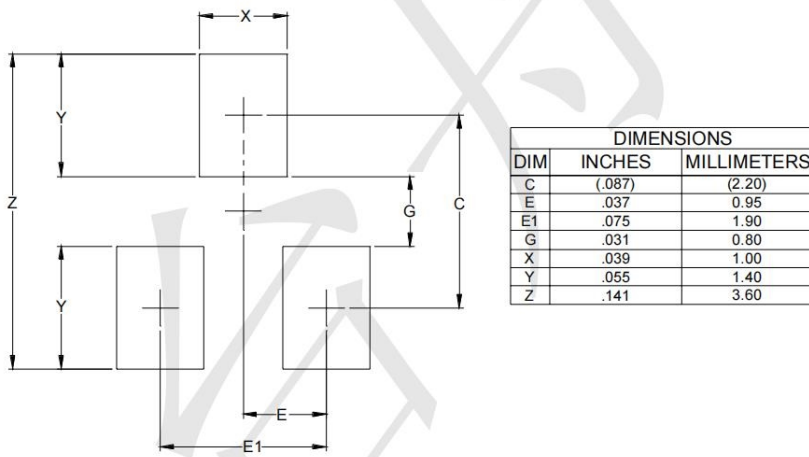 X
Y
Z
G
C
Y
E
E1
DIMENSIONS
DIM INCHES MILLIMETERS
C (.087) (2.20)
E .037 0.95
E1 .075 1.90
G .031 0.80
X .039 1.00
Y .055 1.40
Z .141 3.60